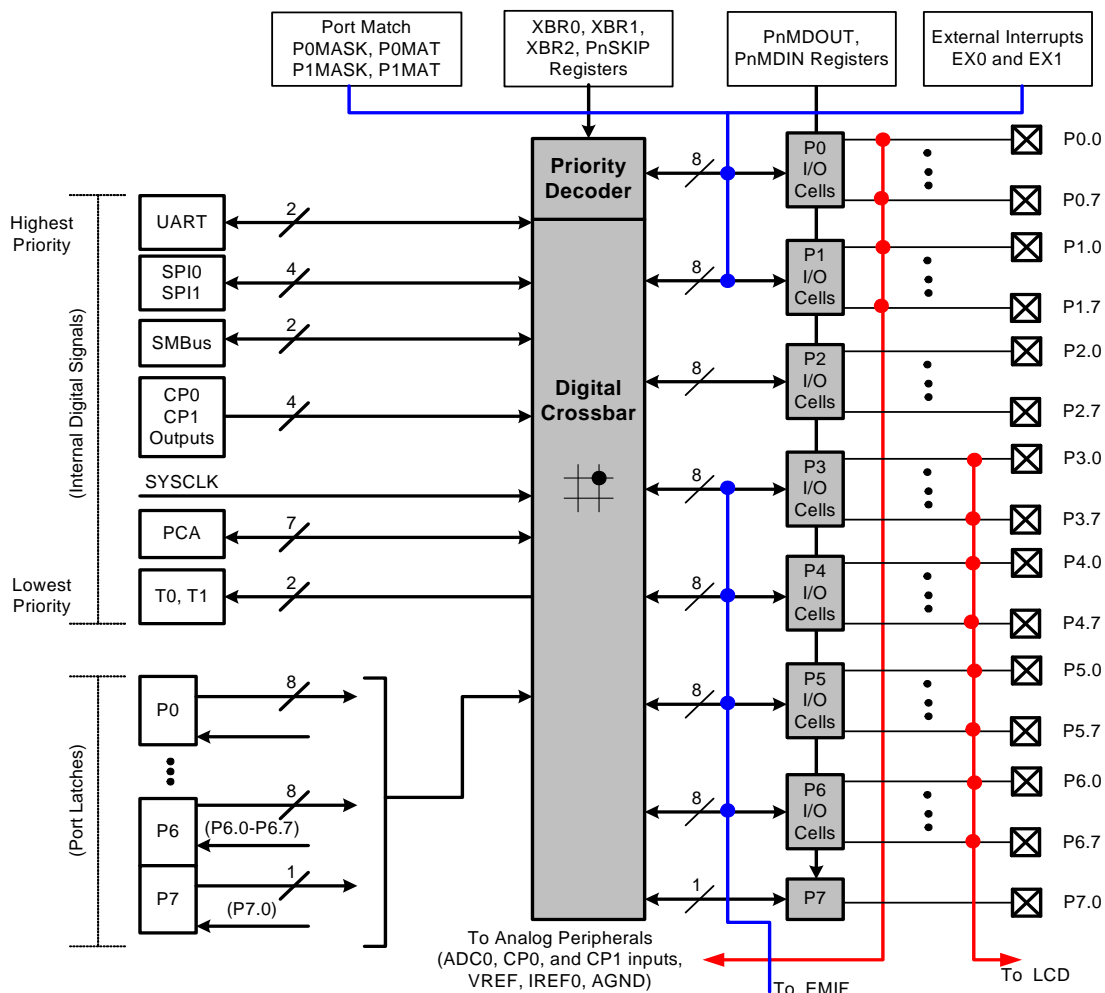 Port Match
P0MASK, P0MAT
P1MASK, P1MAT
XBR0, XBR1,
XBR2, PnSKIP
Registers
PnMDOUT,
PnMDIN Registers
External Interrupts
EX0 and EX1
Highest
Priority
Lowest
Priority
(Internal Digital Signals)
UART
2
SPI0
SPI1
4
SMBus
2
CP0
CP1
Outputs
4
SYSCLK
PCA
7
T0, T1
2
(Port Latches)
P0
8
P6
8
(P6.0-P6.7)
P7
1
(P7.0)
Priority
Decoder
Digital
Crossbar
8
P0
I/O
Cells
P0.0
P0.7
8
P1
I/O
Cells
P1.0
P1.7
8
P2
I/O
Cells
P2.0
P2.7
8
P3
I/O
Cells
P3.0
P3.7
8
P4
I/O
Cells
P4.0
P4.7
8
P5
I/O
Cells
P5.0
P5.7
8
P6
I/O
Cells
P6.0
P6.7
1
P7
P7.0
To Analog Peripherals
(ADC0, CP0, and CP1 inputs,
VREF, IREF0, AGND)
To EMIF
To LCD